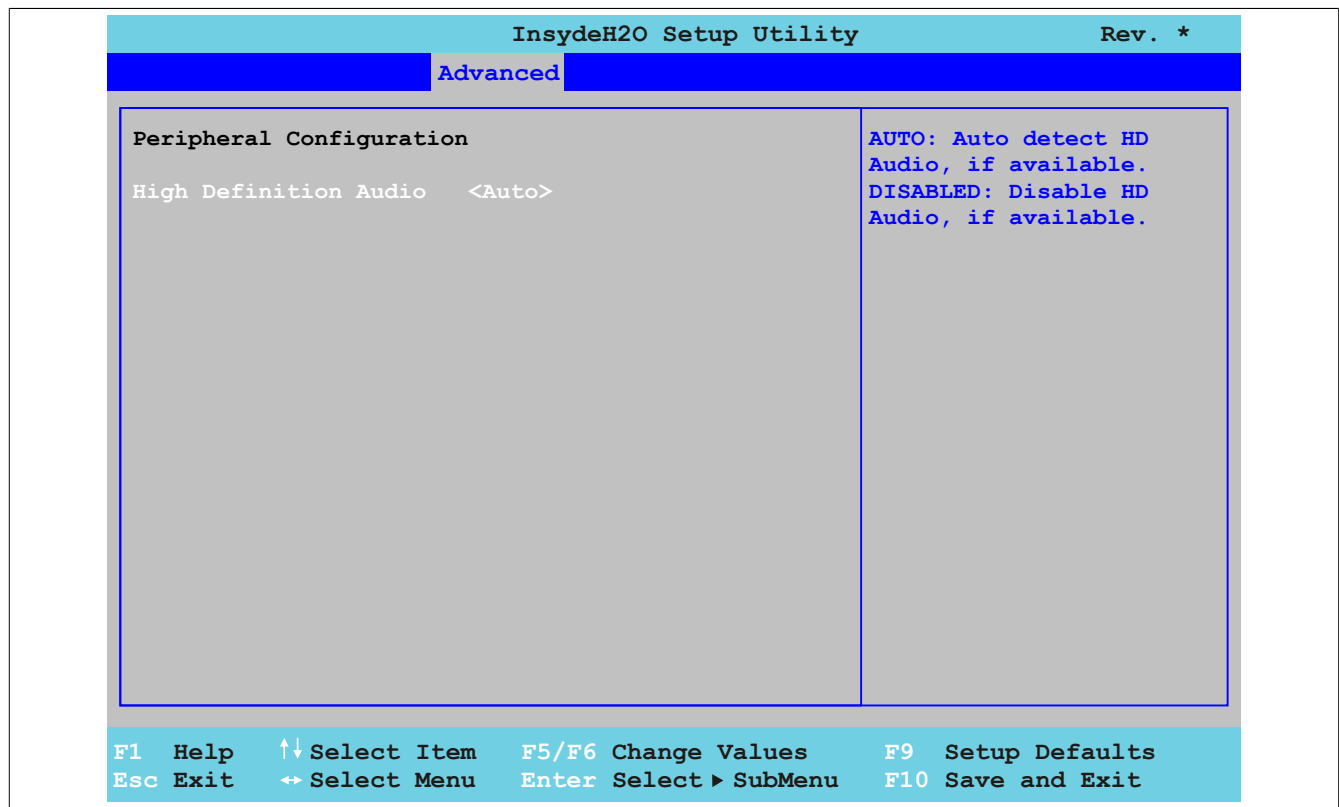 InsydeH2O Setup Utility Rev. *
Advanced
Peripheral Configuration
High Definition Audio <Auto>
AUTO: Auto detect HD
Audio, if available.
DISABLED: Disable HD
Audio, if available.
F1 Help ↑↓ Select Item F5/F6 Change Values F9 Setup Defaults
Esc Exit ↔ Select Menu Enter Select ▶ SubMenu F10 Save and Exit